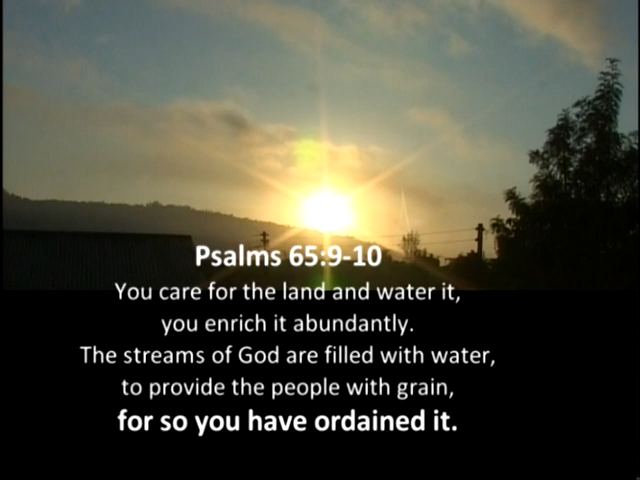 Psalms 65:9-10
You care for the land and water it,
you enrich it abundantly.
The streams of God are filled with water,
to provide the people with grain,
for so you have ordained it.